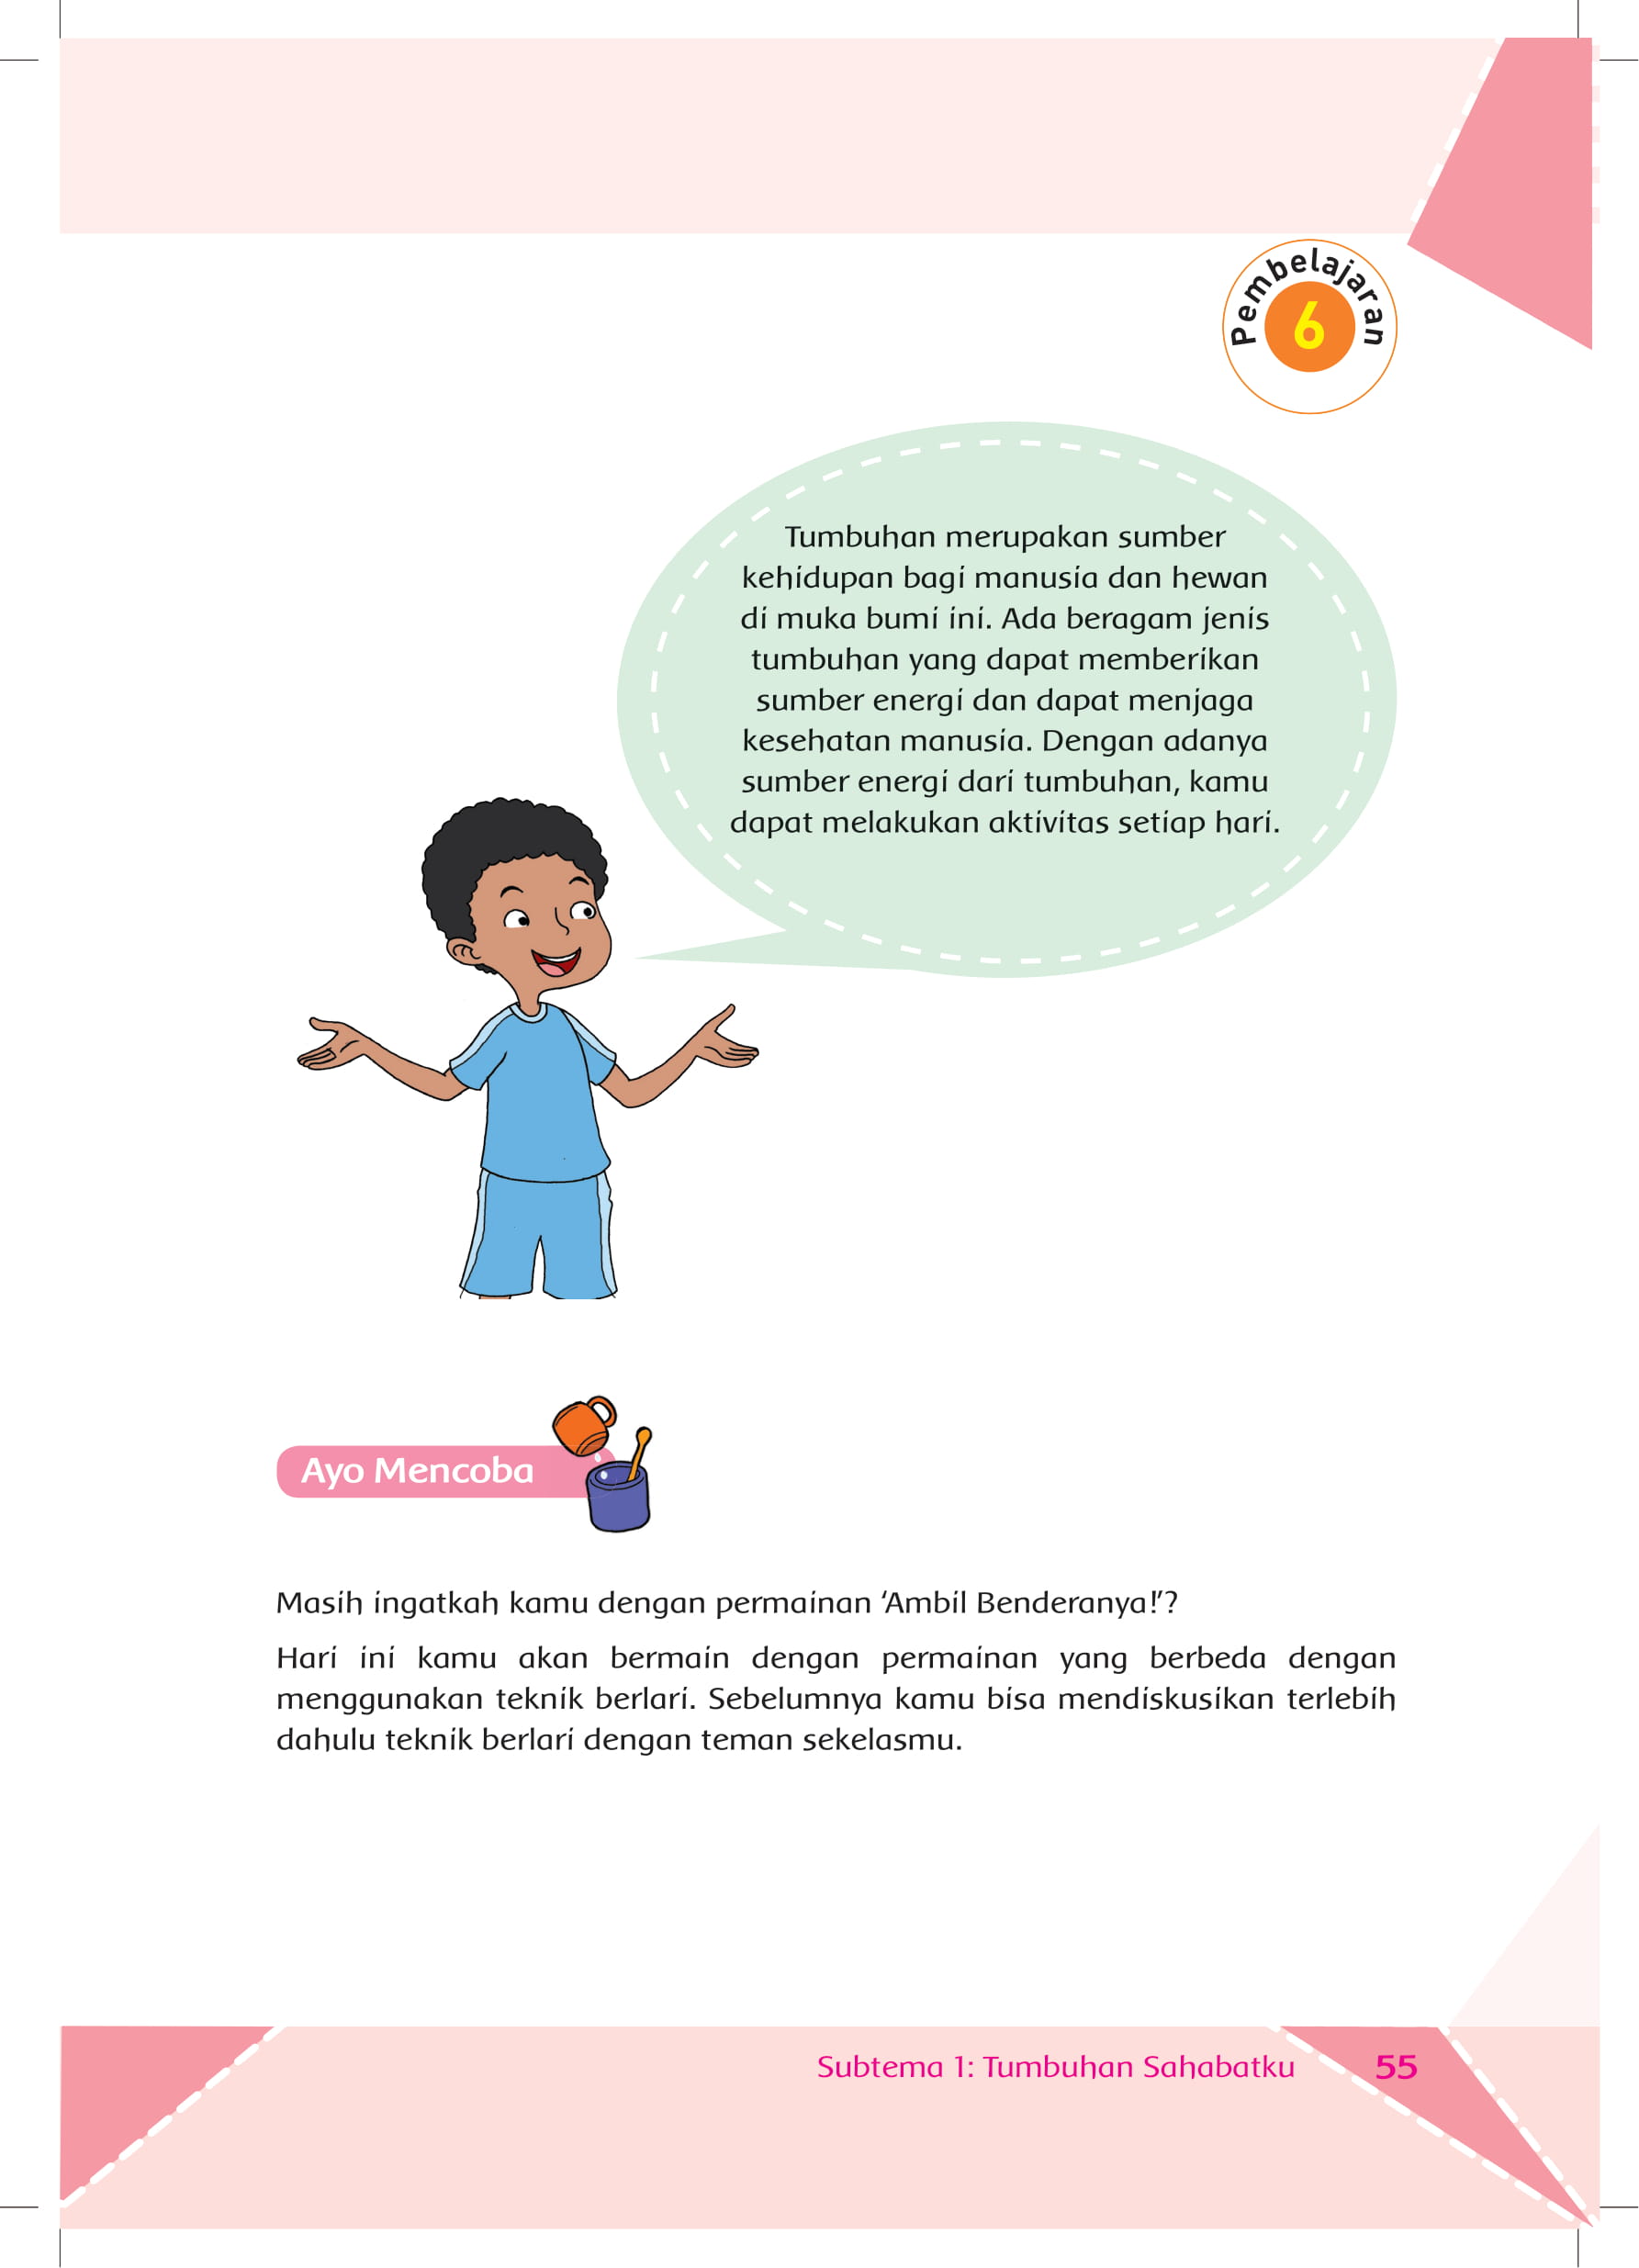 Pembelajaran
6
Tumbuhan merupakan sumber
kehidupan bagi manusia dan hewan
di muka bumi ini. Ada beragam jenis
tumbuhan yang dapat memberikan
sumber energi dan dapat menjaga
kesehatan manusia. Dengan adanya
sumber energi dari tumbuhan, kamu
dapat melakukan aktivitas setiap hari.
Ayo Mencoba
Masih ingatkah kamu dengan permainan ‘Ambil Benderanya!’?
Hari ini kamu akan bermain dengan permainan yang berbeda dengan
menggunakan teknik berlari. Sebelumnya kamu bisa mendiskusikan terlebih
dahulu teknik berlari dengan teman sekelasmu.
Subtema 1: Tumbuhan Sahabatku 55